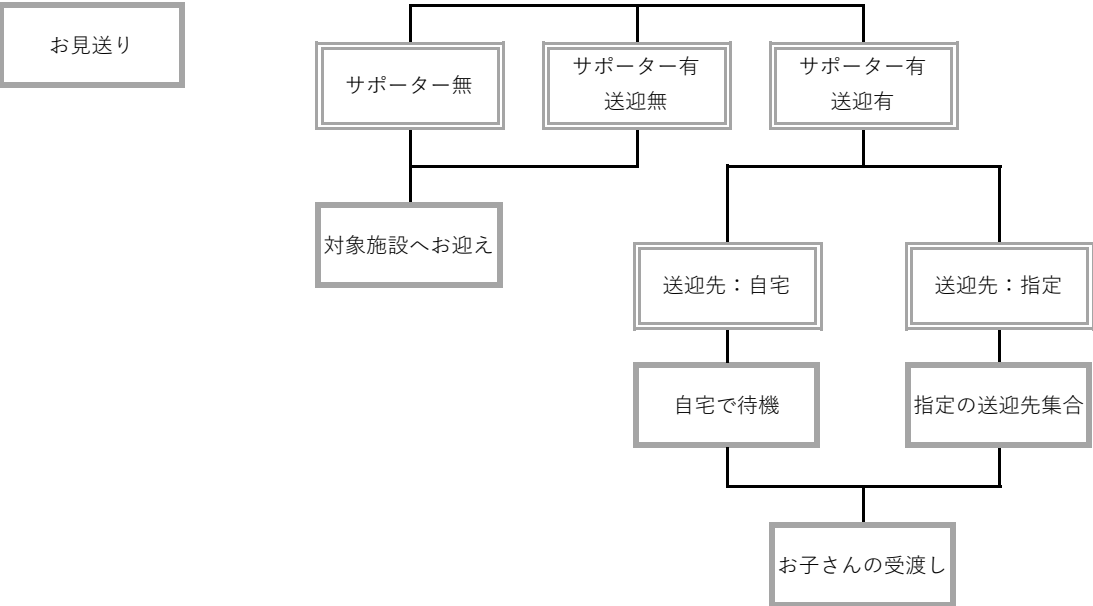 お見送り
サポーター無
サポーター有
送迎無
サポーター有
送迎有
対象施設へお迎え
送迎先：自宅
送迎先：指定
自宅で待機
指定の送迎先集合
お子さんの受渡し